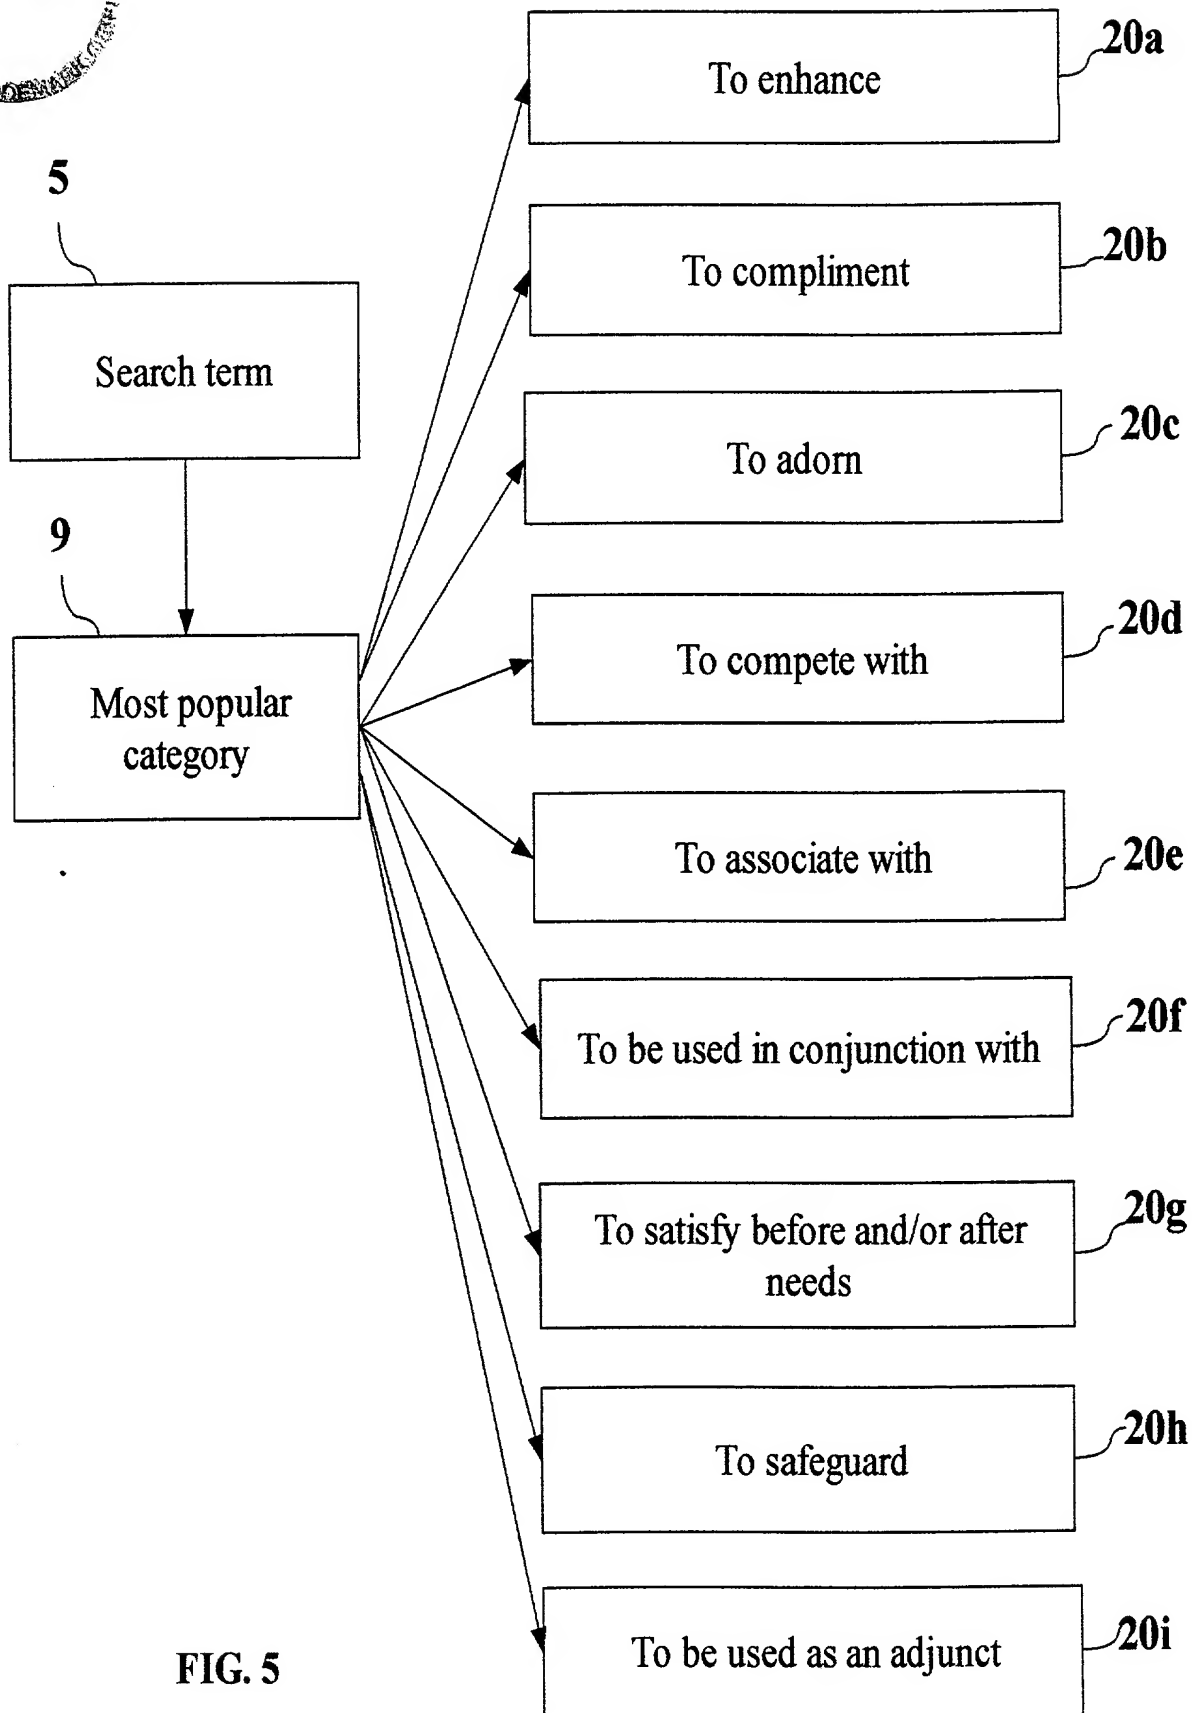 20a
To enhance
5
20b
To compliment
Search term
20c
To adorn
9
20d
To compete with
Most popular
category
20e
To associate with
20f
To be used in conjunction with
20g
To satisfy before and/or after
needs
20h
To safeguard
20i
To be used as an adjunct
FIG. 5